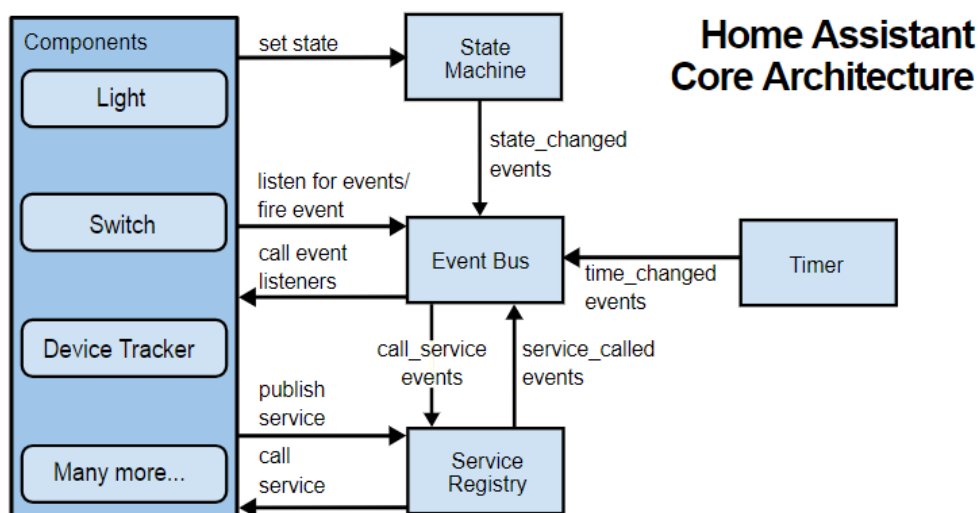 Home Assistant
Core Architecture
Components
Light
Switch
Device Tracker
Many more...
set state
State
Machine
state_changed
events
listen for events/
fire event
call event
listeners
Event Bus
time_changed
events
Timer
call_service
events
service_called
events
publish
service
call
service
Service
Registry